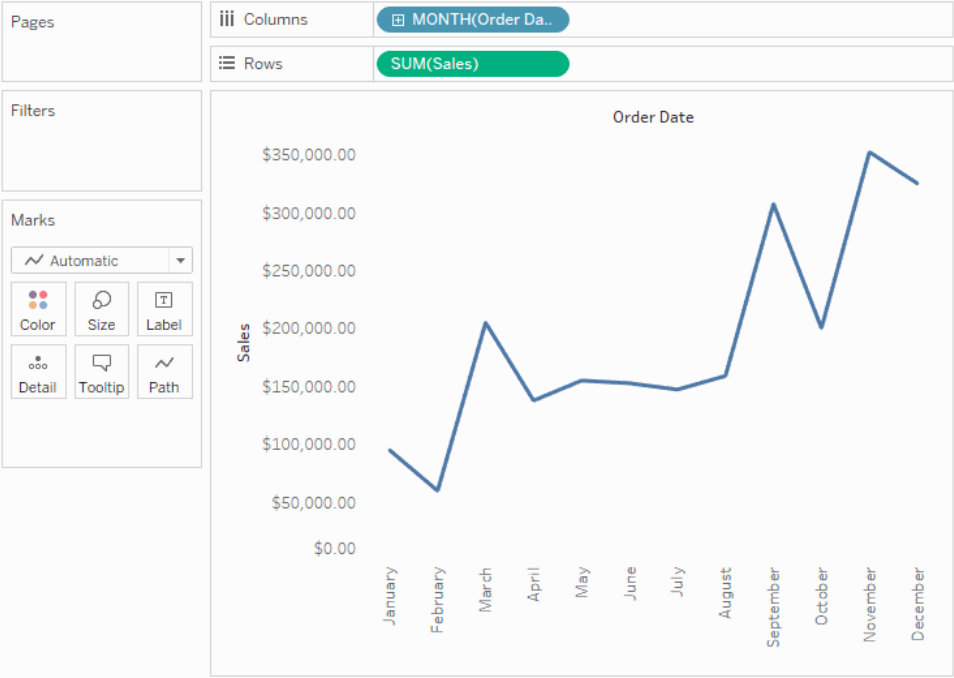 Pages
Columns
MONTH(Order Da..
Rows
SUM(Sales)
Filters
Marks
Automatic
Color
Size
Label
Detail
Tooltip
Path
Order Date
Sales
$350,000.00
$300,000.00
$250,000.00
$200,000.00
$150,000.00
$100,000.00
$50,000.00
$0.00
January
February
March
April
May
June
July
August
September
October
November
December